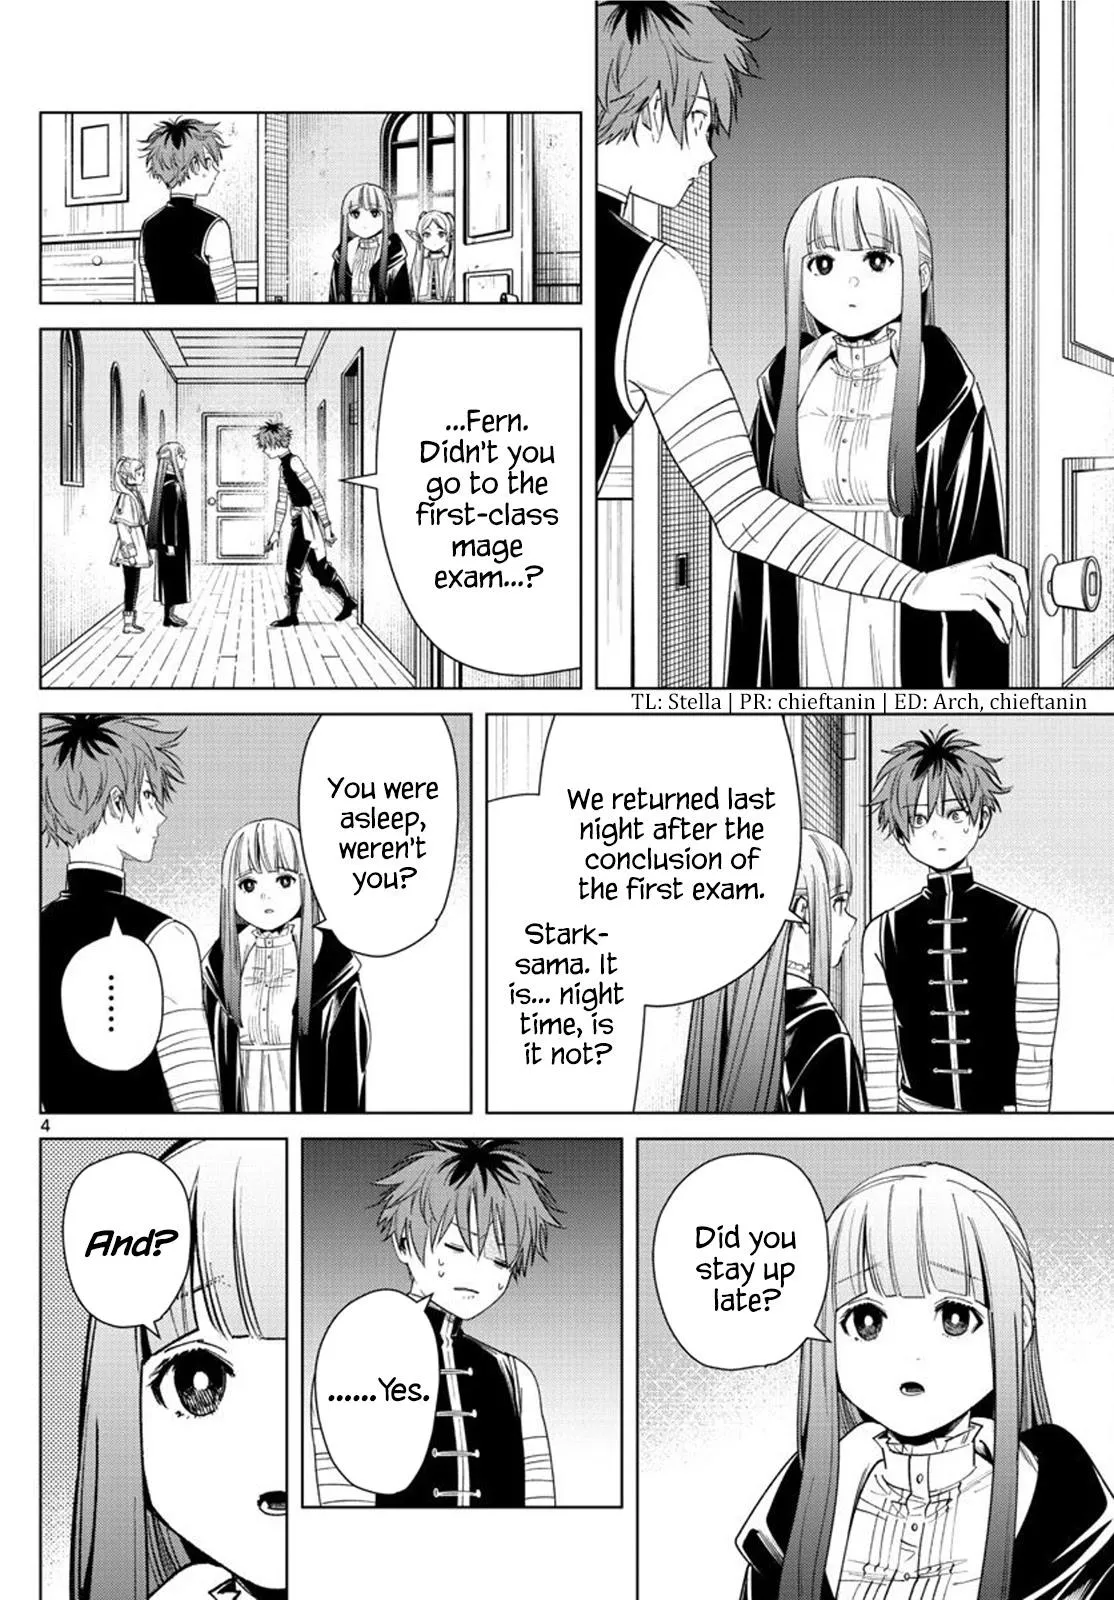 ...Fern.
Didn't you
go to the
first-class
mage
exam...?
TL: Stella | PR: chieftanin | ED: Arch, chieftanin
We returned last
night after the
conclusion of
the first exam.
Stark-
sama. It
is... night
time, is
it not?
You were
asleep,
weren't
you?
......
4
Did you
stay up
late?
......Yes.
And?